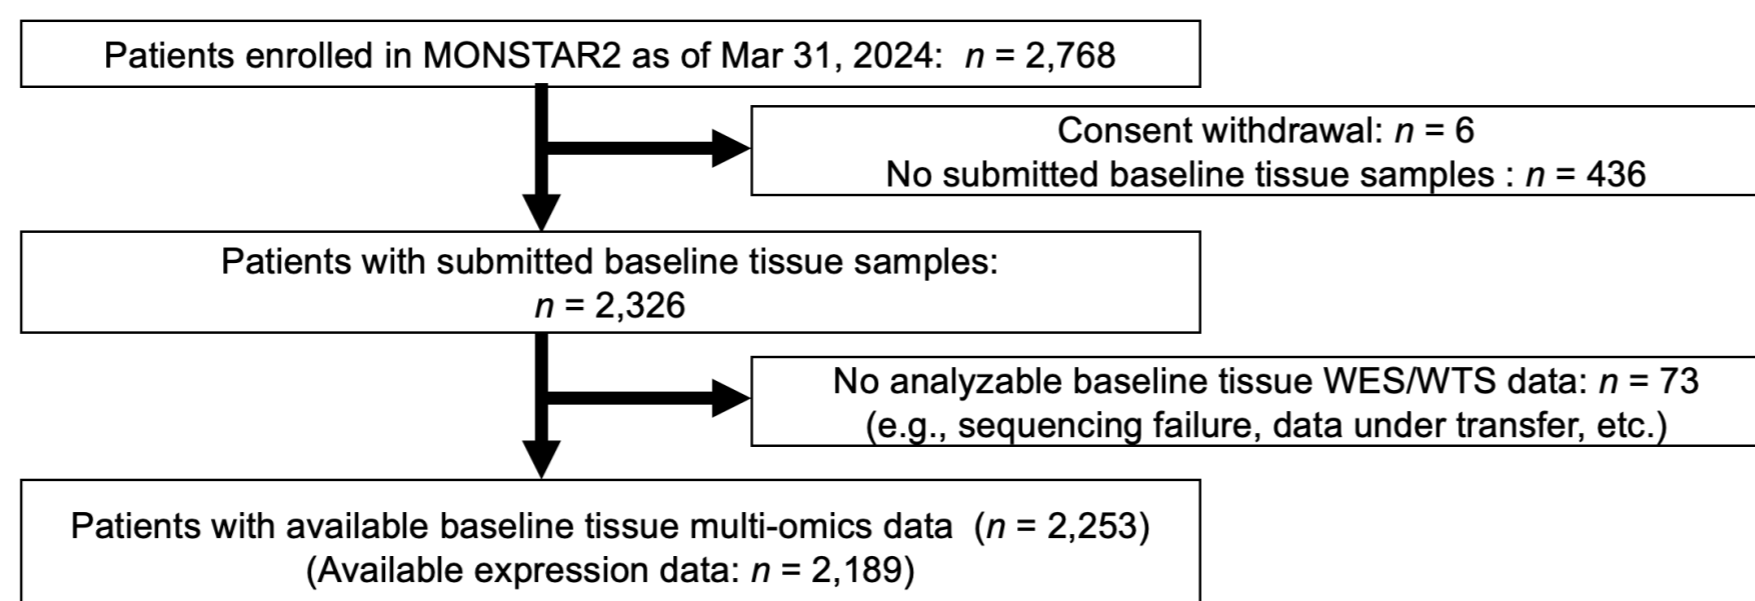 Patients enrolled in MONSTAR2 as of Mar 31, 2024: n = 2,768
Consent withdrawal: n = 6
No submitted baseline tissue samples : n = 436
Patients with submitted baseline tissue samples:
n = 2,326
No analyzable baseline tissue WES/WTS data: n = 73
(e.g., sequencing failure, data under transfer, etc.)
Patients with available baseline tissue multi-omics data (n = 2,253)
(Available expression data: n = 2,189)